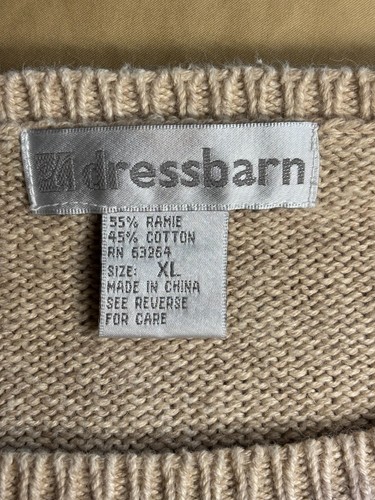 dressbarn
55% RAMIE
45% COTTON
RN 63264
SIZE: XL
MADE IN CHINA
SEE REVERSE
FOR CARE